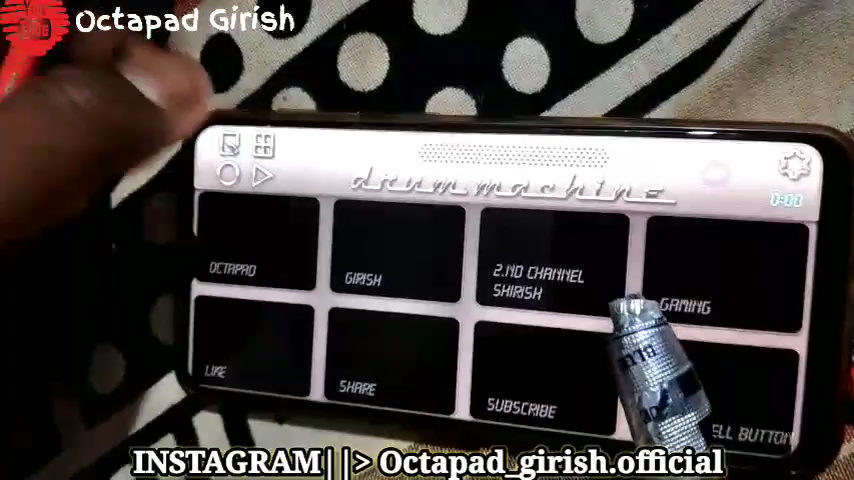 Octapad Girish
drum machine
0:00
OCTAPAD
GIRISH
2.ND CHANNEL
SHIRISH
GAMING
LIKE
SHARE
SUBSCRIBE
ELL BUTTON
INSTAGRAM||> Octapad_girish.official